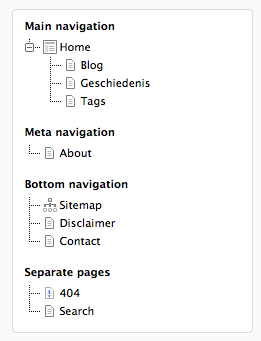 Main navigation
Home
Blog
Geschiedenis
Tags
Meta navigation
About
Bottom navigation
Sitemap
Disclaimer
Contact
Separate pages
404
Search